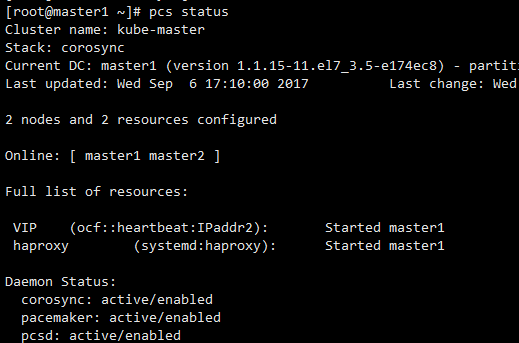 [root@master1 ~]# pcs status
Cluster name: kube-master
Stack: corosync
Current DC: master1 (version 1.1.15-11.el7_3.5-e174ec8) - partit
Last updated: Wed Sep  6 17:10:00 2017          Last change: Wed
2 nodes and 2 resources configured
Online: [ master1 master2 ]
Full list of resources:
 VIP    (ocf::heartbeat:IPaddr2):       Started master1
 haproxy        (systemd:haproxy):      Started master1
Daemon Status:
  corosync: active/enabled
  pacemaker: active/enabled
  pcsd: active/enabled